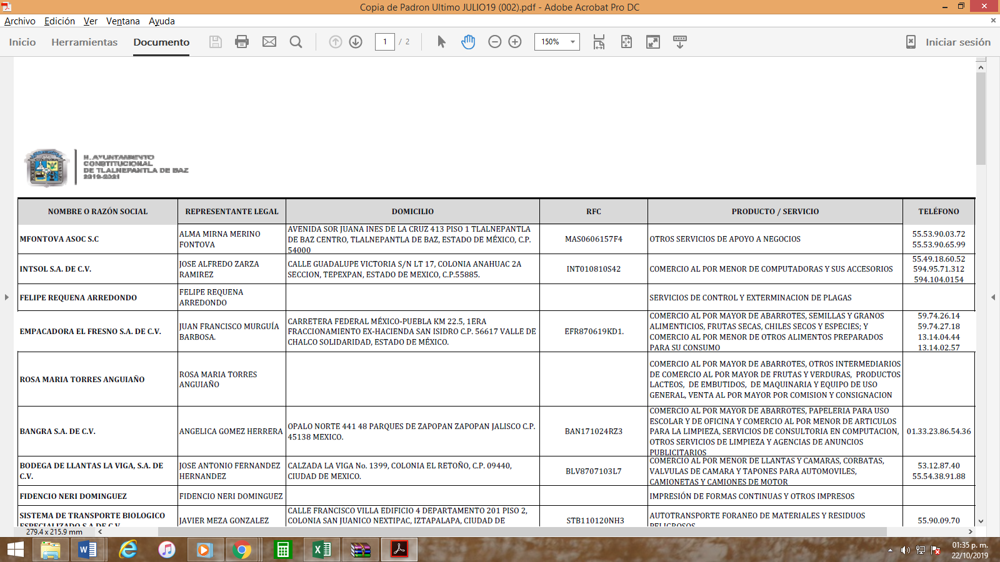 Copia de Padron Ultimo JULIO19 (002).pdf - Adobe Acrobat Pro DC
Archivo Edición Ver Ventana Ayuda
Inicio Herramientas Documento 1 / 2 150% Iniciar sesión
H. AYUNTAMIENTO
CONSTITUCIONAL
DE TLALNEPANTLA DE BAZ
2019-2021
NOMBRE O RAZÓN SOCIAL REPRESENTANTE LEGAL DOMICILIO RFC PRODUCTO / SERVICIO TELÉFONO
MFONTOVA ASOC S.C
ALMA MIRNA MERINO
FONTOVA
AVENIDA SOR JUANA INES DE LA CRUZ 413 PISO 1 TLALNEPANTLA
DE BAZ CENTRO, TLALNEPANTLA DE BAZ, ESTADO DE MÉXICO, C.P.
54000
MAS0606157F4
OTROS SERVICIOS DE APOYO A NEGOCIOS
55.53.90.03.72
55.53.90.65.99
INTSOL S.A. DE C.V.
JOSE ALFREDO ZARZA
RAMIREZ
CALLE GUADALUPE VICTORIA S/N LT 17, COLONIA ANAHUAC 2A
SECCION, TEPEXPAN, ESTADO DE MEXICO, C.P.55885.
INT010810S42
COMERCIO AL POR MENOR DE COMPUTADORAS Y SUS ACCESORIOS
55.49.18.60.52
594.95.71.312
594.104.0154
FELIPE REQUENA ARREDONDO
FELIPE REQUENA
ARREDONDO
SERVICIOS DE CONTROL Y EXTERMINACION DE PLAGAS
EMPACADORA EL FRESNO S.A. DE C.V.
JUAN FRANCISCO MURGUÍA
BARBOSA.
CARRETERA FEDERAL MÉXICO-PUEBLA KM 22.5, 1ERA
FRACCIONAMIENTO EX-HACIENDA SAN ISIDRO C.P. 56617 VALLE DE
CHALCO SOLIDARIDAD, ESTADO DE MÉXICO.
EFR870619KD1.
COMERCIO AL POR MAYOR DE ABARROTES, SEMILLAS Y GRANOS
ALIMENTICIOS, FRUTAS SECAS, CHILES SECOS Y ESPECIES; Y
COMERCIO AL POR MENOR DE OTROS ALIMENTOS PREPARADOS
PARA SU CONSUMO
59.74.26.14
59.74.27.18
13.14.04.44
13.14.02.57
ROSA MARIA TORRES ANGUIAÑO
ROSA MARIA TORRES
ANGUIAÑO
COMERCIO AL POR MAYOR DE ABARROTES, OTROS INTERMEDIARIOS
DE COMERCIO AL POR MAYOR DE FRUTAS Y VERDURAS, PRODUCTOS
LACTEOS, DE EMBUTIDOS, DE MAQUINARIA Y EQUIPO DE USO
GENERAL, VENTA AL POR MAYOR POR COMISION Y CONSIGNACION
BANGRA S.A. DE C.V.
ANGELICA GOMEZ HERRERA
OPALO NORTE 441 48 PARQUES DE ZAPOPAN ZAPOPAN JALISCO C.P.
45138 MEXICO.
BAN171024RZ3
COMERCIO AL POR MAYOR DE ABARROTES, PAPELERIA PARA USO
ESCOLAR Y DE OFICINA Y COMERCIO AL POR MENOR DE ARTICULOS
PARA LA LIMPIEZA, SERVICIOS DE CONSULTORIA EN COMPUTACION,
OTROS SERVICIOS DE LIMPIEZA Y AGENCIAS DE ANUNCIOS
PUBLICITARIOS
01.33.23.86.54.36
BODEGA DE LLANTAS LA VIGA, S.A. DE
C.V.
JOSE ANTONIO FERNANDEZ
HERNANDEZ
CALZADA LA VIGA No. 1399, COLONIA EL RETOÑO, C.P. 09440,
CIUDAD DE MEXICO.
BLV8707103L7
COMERCIO AL POR MENOR DE LLANTAS Y CAMARAS, CORBATAS,
VALVULAS DE CAMARA Y TAPONES PARA AUTOMOVILES,
CAMIONETAS Y CAMIONES DE MOTOR
53.12.87.40
55.54.38.91.88
FIDENCIO NERI DOMINGUEZ
FIDENCIO NERI DOMINGUEZ
IMPRESIÓN DE FORMAS CONTINUAS Y OTROS IMPRESOS
SISTEMA DE TRANSPORTE BIOLOGICO
ESPECIALIZADO S.A DE C.V.
JAVIER MEZA GONZALEZ
CALLE FRANCISCO VILLA EDIFICIO 4 DEPARTAMENTO 201 PISO 2,
COLONIA SAN JUANICO NEXTIPAC, IZTAPALAPA, CIUDAD DE
STB110120NH3
AUTOTRANSPORTE FORANEO DE MATERIALES Y RESIDUOS
PELIGROSOS
55.90.09.70
279.4 x 215.9 mm
01:35 p. m.
22/10/2019